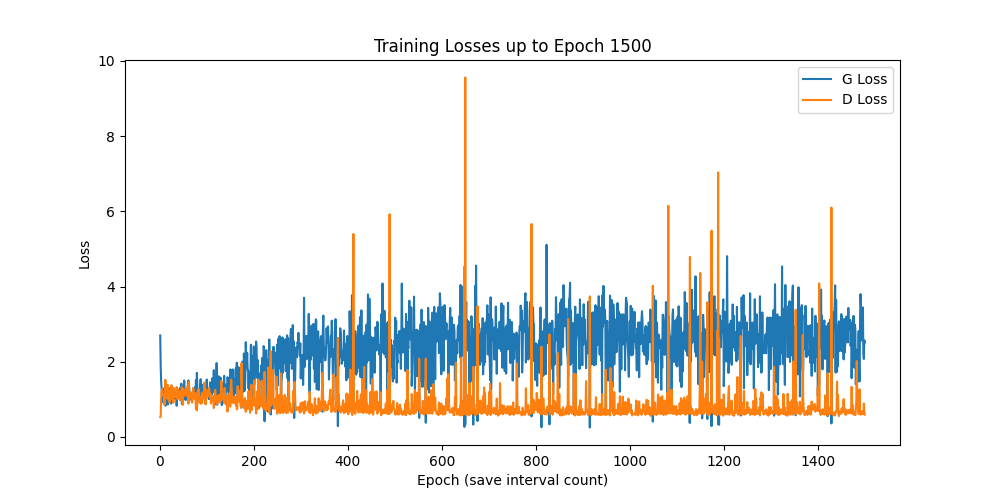 Training Losses up to Epoch 1500
G Loss
D Loss
10
8
6
4
2
0
Loss
0 200 400 600 800 1000 1200 1400
Epoch (save interval count)